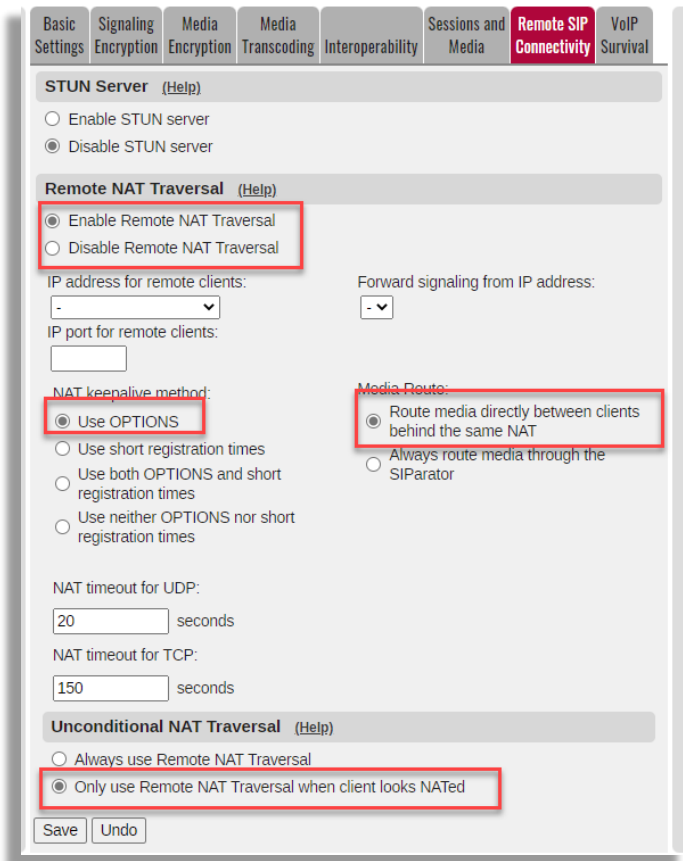 Basic Settings
Signaling Encryption
Media Encryption
Media Transcoding
Interoperability
Sessions and Media
Remote SIP Connectivity
VoIP Survival
STUN Server (Help)
Enable STUN server
Disable STUN server
Remote NAT Traversal (Help)
Enable Remote NAT Traversal
Disable Remote NAT Traversal
IP address for remote clients:
-
IP port for remote clients:
Forward signaling from IP address:
-
NAT keepalive method:
Use OPTIONS
Use short registration times
Use both OPTIONS and short
registration times
Use neither OPTIONS nor short
registration times
Media Route:
Route media directly between clients
behind the same NAT
Always route media through the
SIParator
NAT timeout for UDP:
20 seconds
NAT timeout for TCP:
150 seconds
Unconditional NAT Traversal (Help)
Always use Remote NAT Traversal
Only use Remote NAT Traversal when client looks NATed
Save Undo